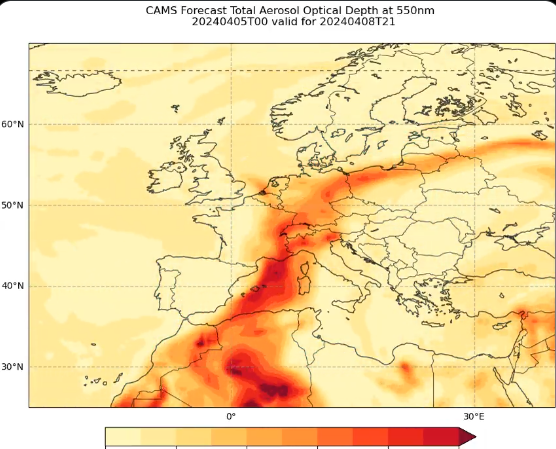 CAMS Forecast Total Aerosol Optical Depth at 550nm
20240405T00 valid for 20240408T21
60°N
50°N
40°N
30°N
0°
30°E